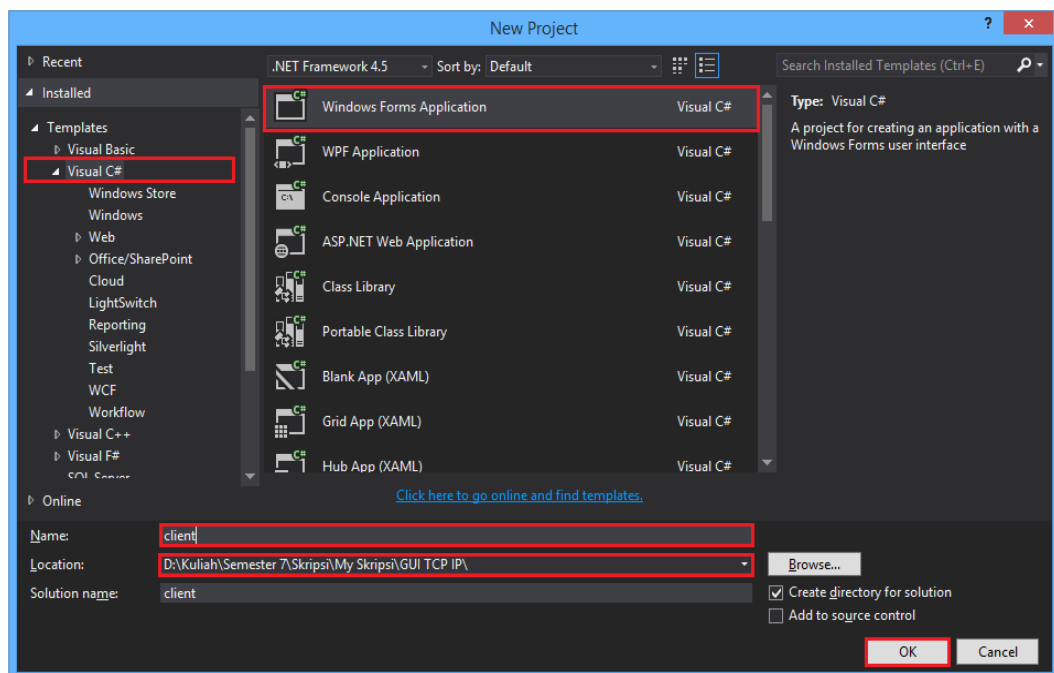 New Project
?
Recent
.NET Framework 4.5
Sort by: Default
Search Installed Templates (Ctrl+E)
Installed
Templates
Visual Basic
Visual C#
Windows Store
Windows
Web
Office/SharePoint
Cloud
LightSwitch
Reporting
Silverlight
Test
WCF
Workflow
Visual C++
Visual F#
SQL Server
Online
Windows Forms Application Visual C#
WPF Application Visual C#
Console Application Visual C#
ASP.NET Web Application Visual C#
Class Library Visual C#
Portable Class Library Visual C#
Blank App (XAML) Visual C#
Grid App (XAML) Visual C#
Hub App (XAML) Visual C#
Click here to go online and find templates.
Type: Visual C#
A project for creating an application with a
Windows Forms user interface
Name: client
Location: D:\Kuliah\Semester 7\Skripsi\My Skripsi\GUI TCP IP\
Browse...
Solution name: client
Create directory for solution
Add to source control
OK
Cancel